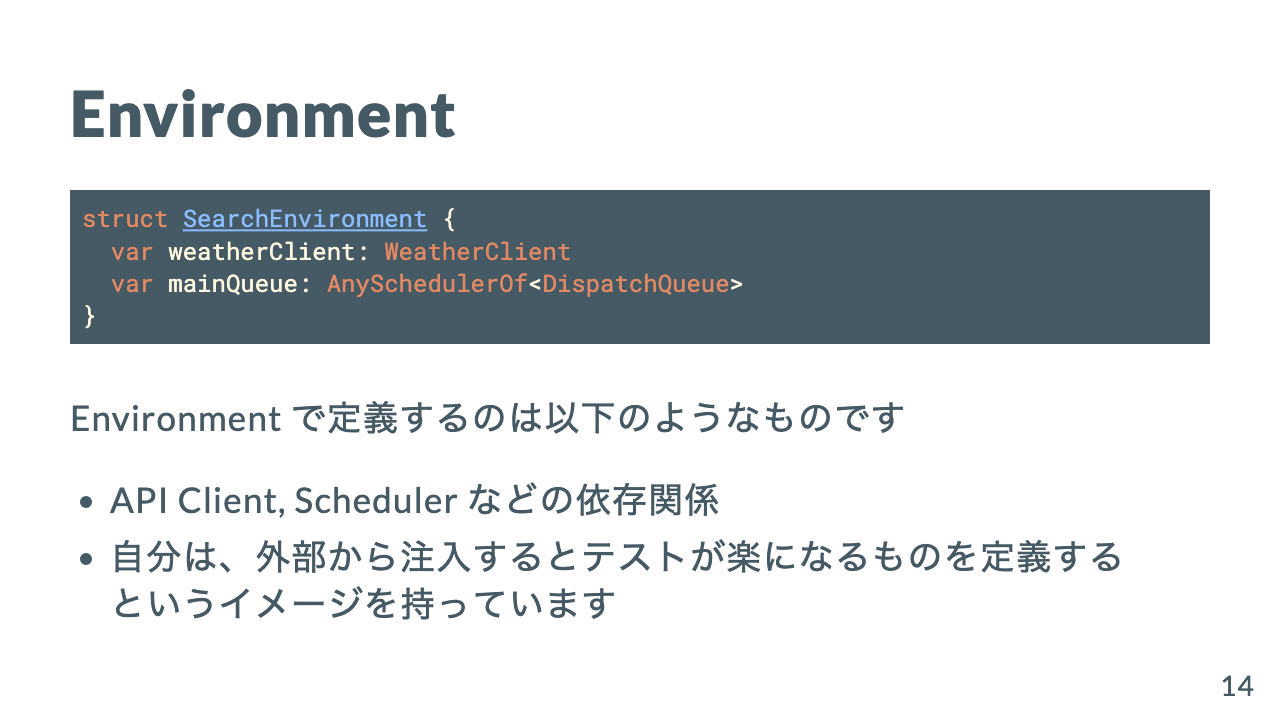 Environment
struct SearchEnvironment {
  var weatherClient: WeatherClient
  var mainQueue: AnySchedulerOf<DispatchQueue>
}
Environment で定義するのは以下のようなものです
• API Client, Scheduler などの依存関係
• 自分は、外部から注入するとテストが楽になるものを定義する
というイメージを持っています
14